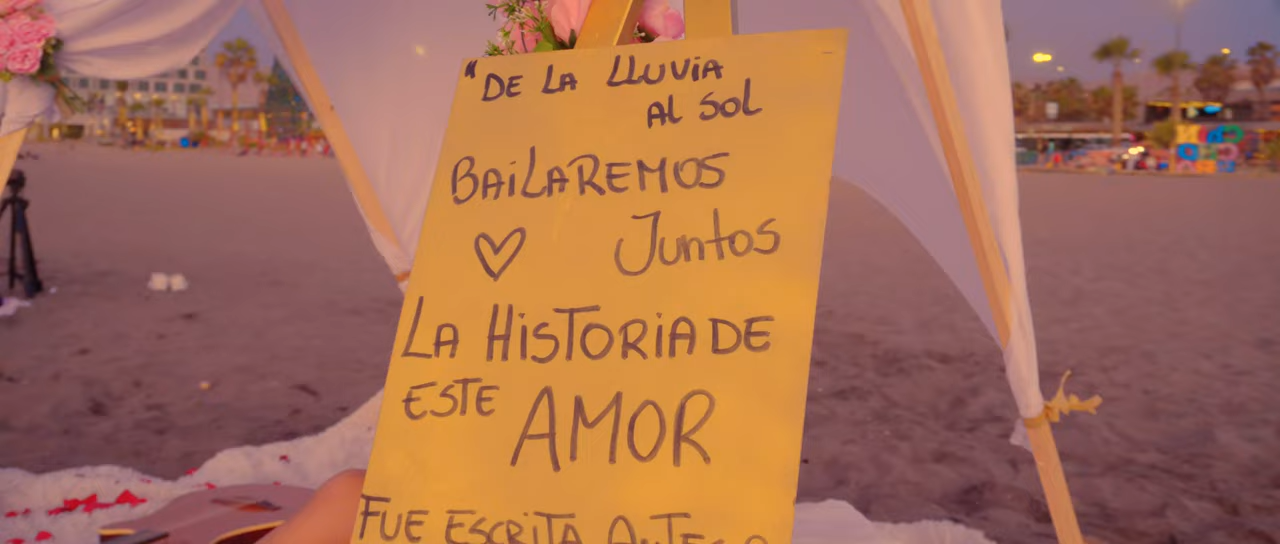 "DE LA LLUViA
AL SOL
BAiLAREMOS
Juntos
LA HiSTORiA DE
ESTE AMOR
FUE ESCRiTA